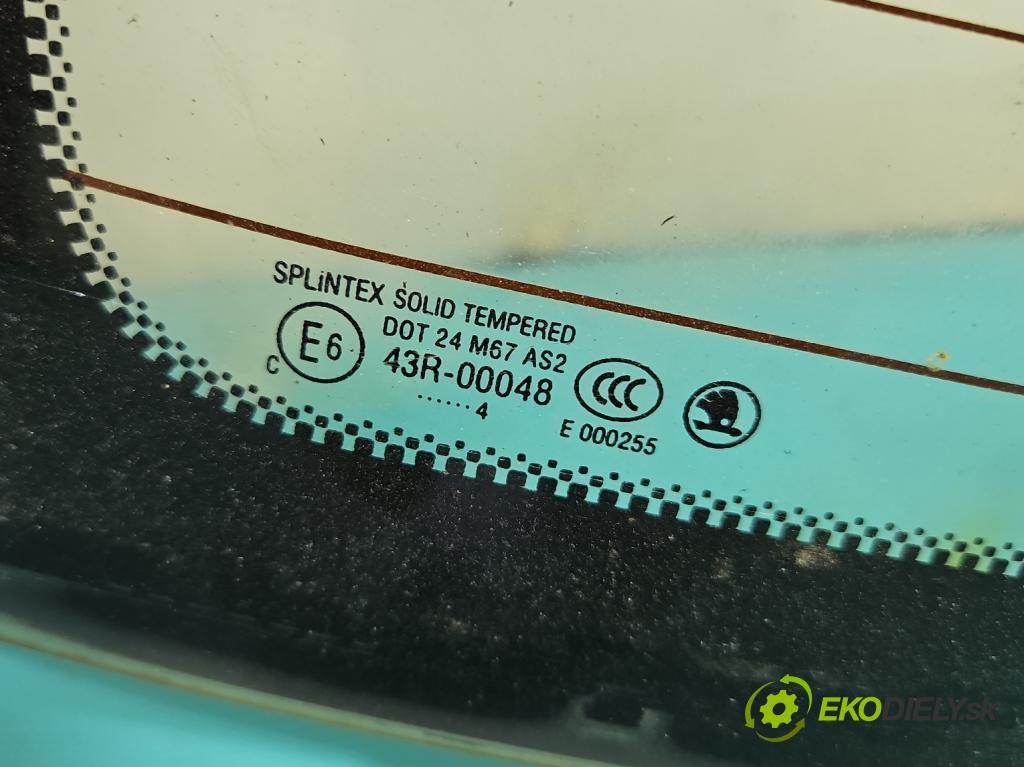 SPLiNTEX SOLID TEMPERED
DOT 24 M67 AS2
E6
C
43R-00048
......4
CCC
E 000255
EKODIELY.sk